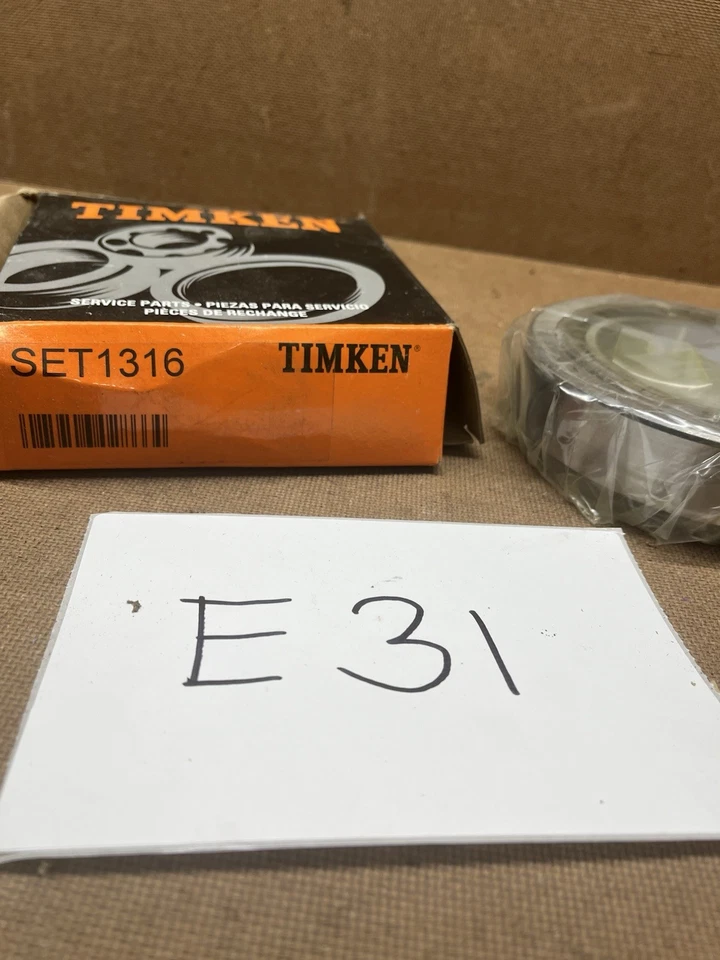 TIMKEN
SERVICE PARTS • PIEZAS PARA SERVICIO
PIÈCES DE RECHANGE
SET1316
TIMKEN®
E31